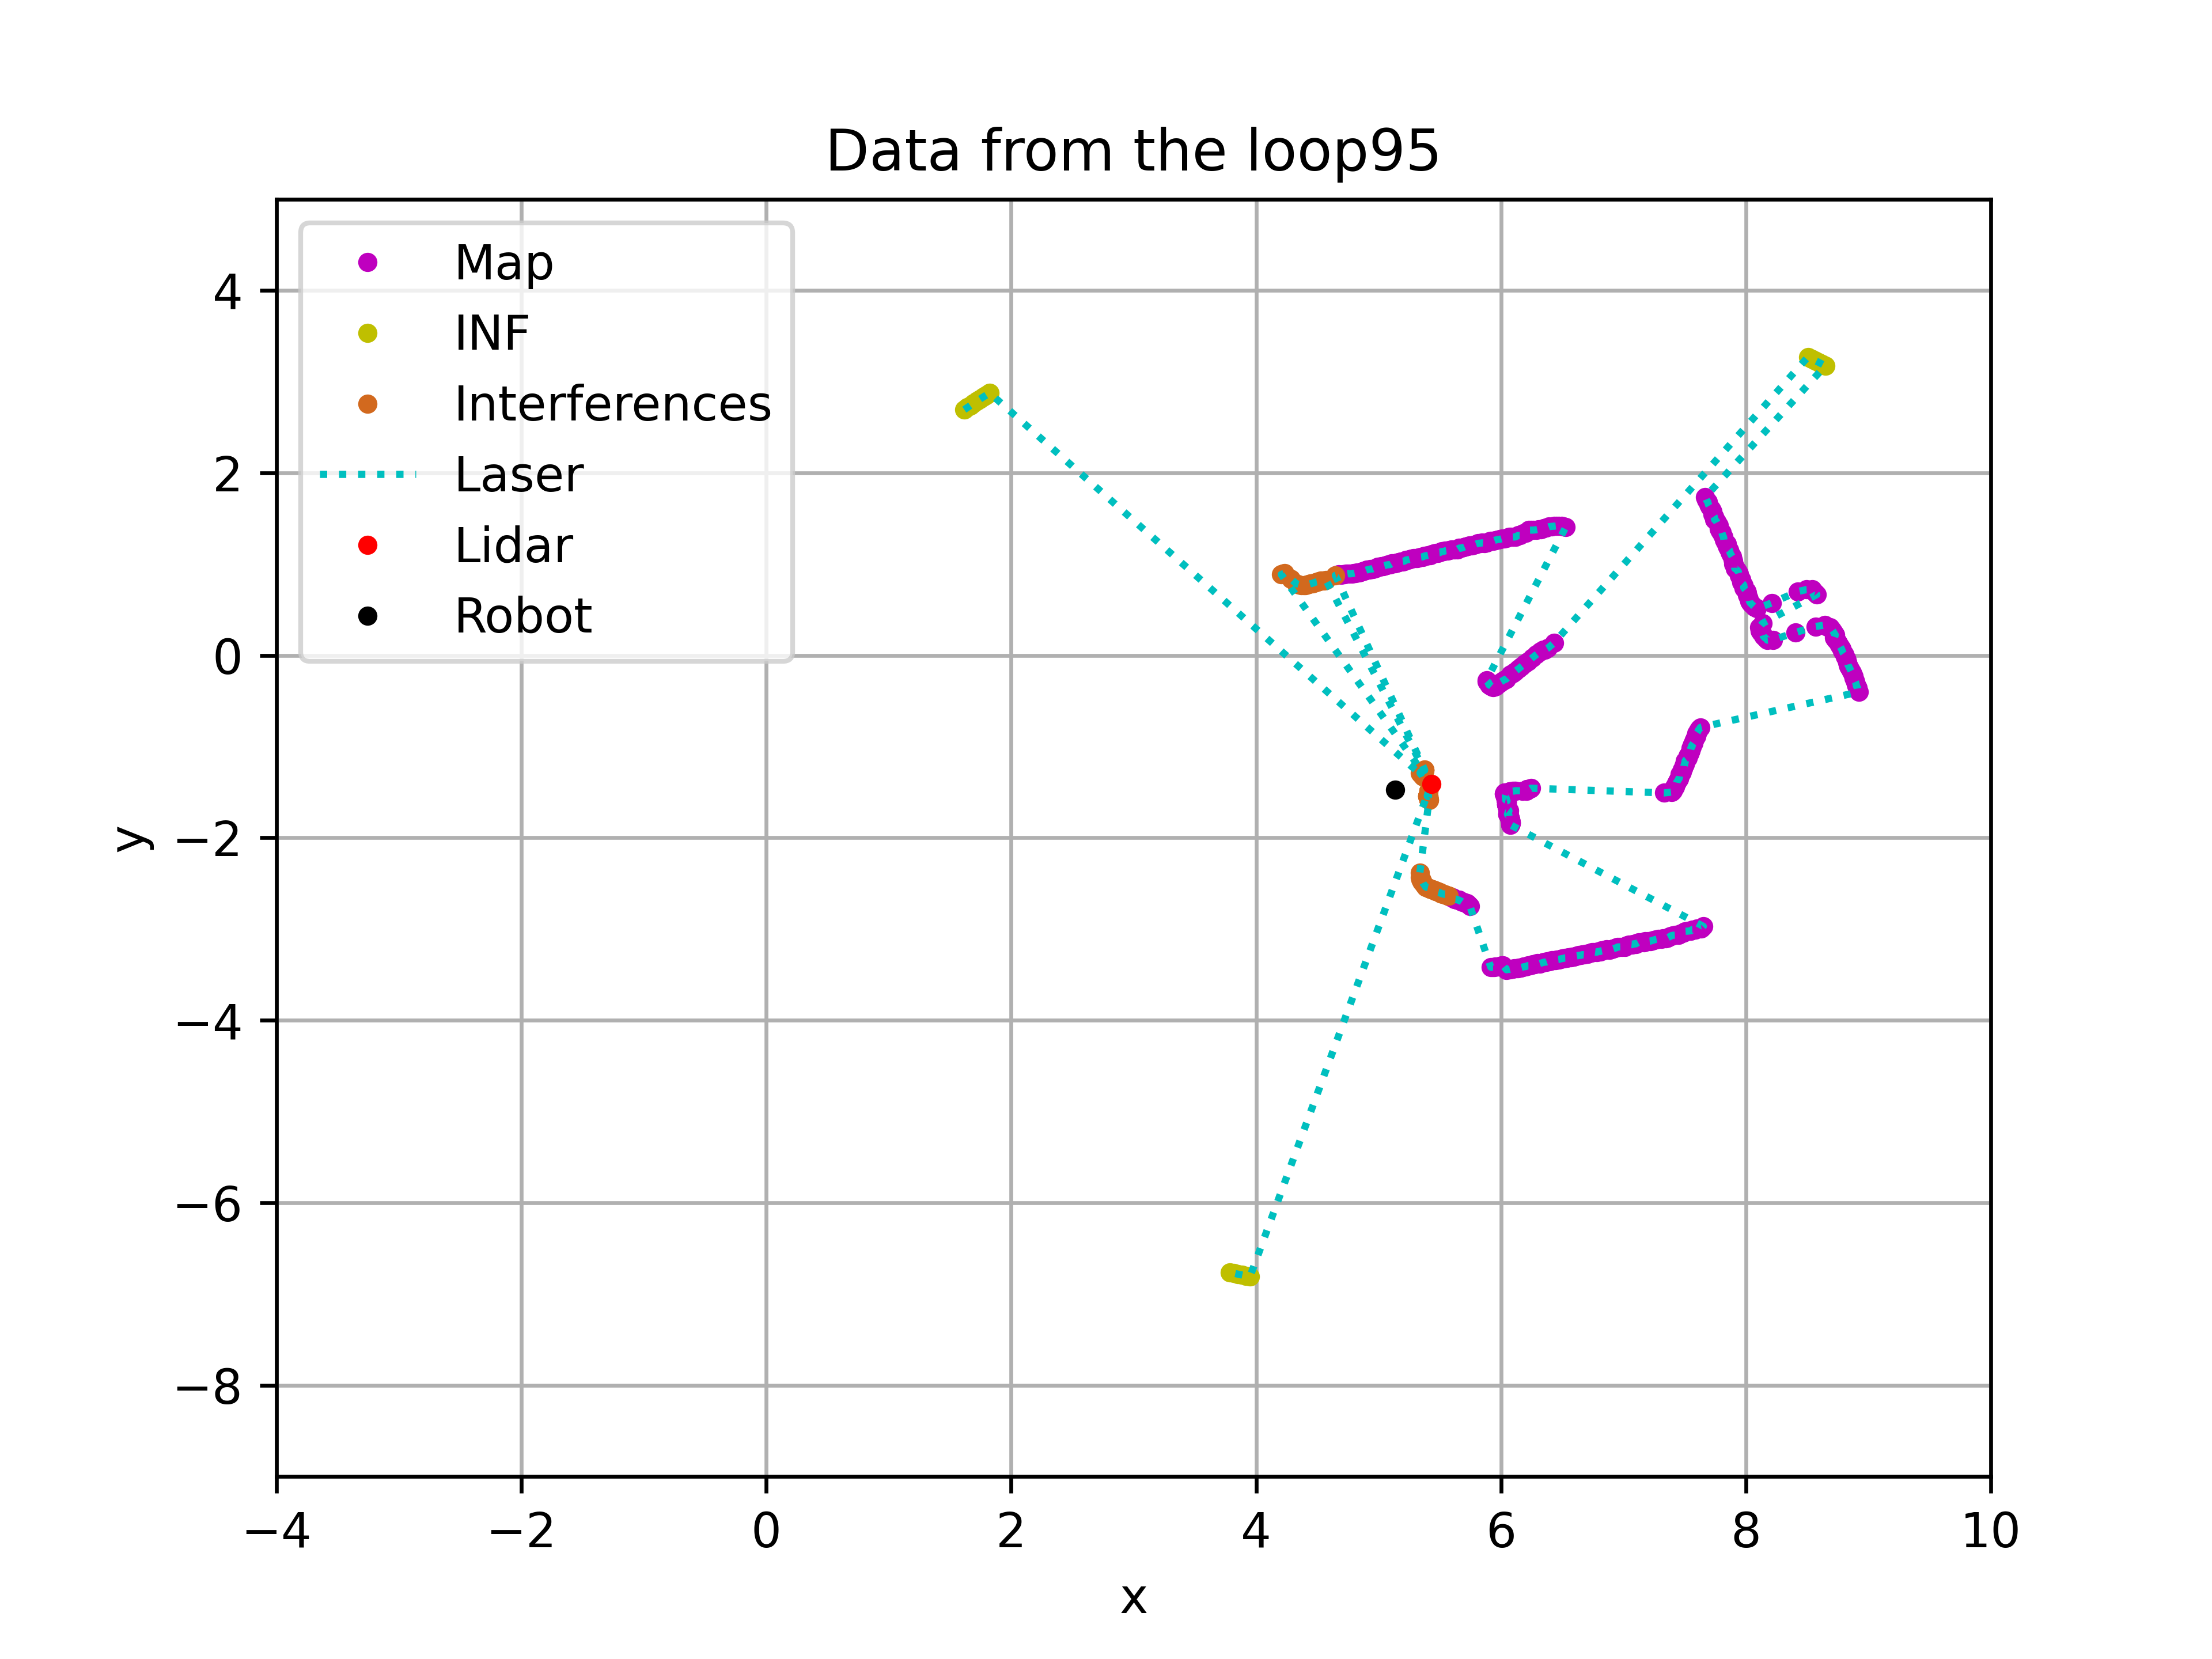 Data from the loop95
Map
INF
Interferences
Laser
Lidar
Robot
4
2
0
−2
−4
−6
−8
y
−4 −2 0 2 4 6 8 10
x